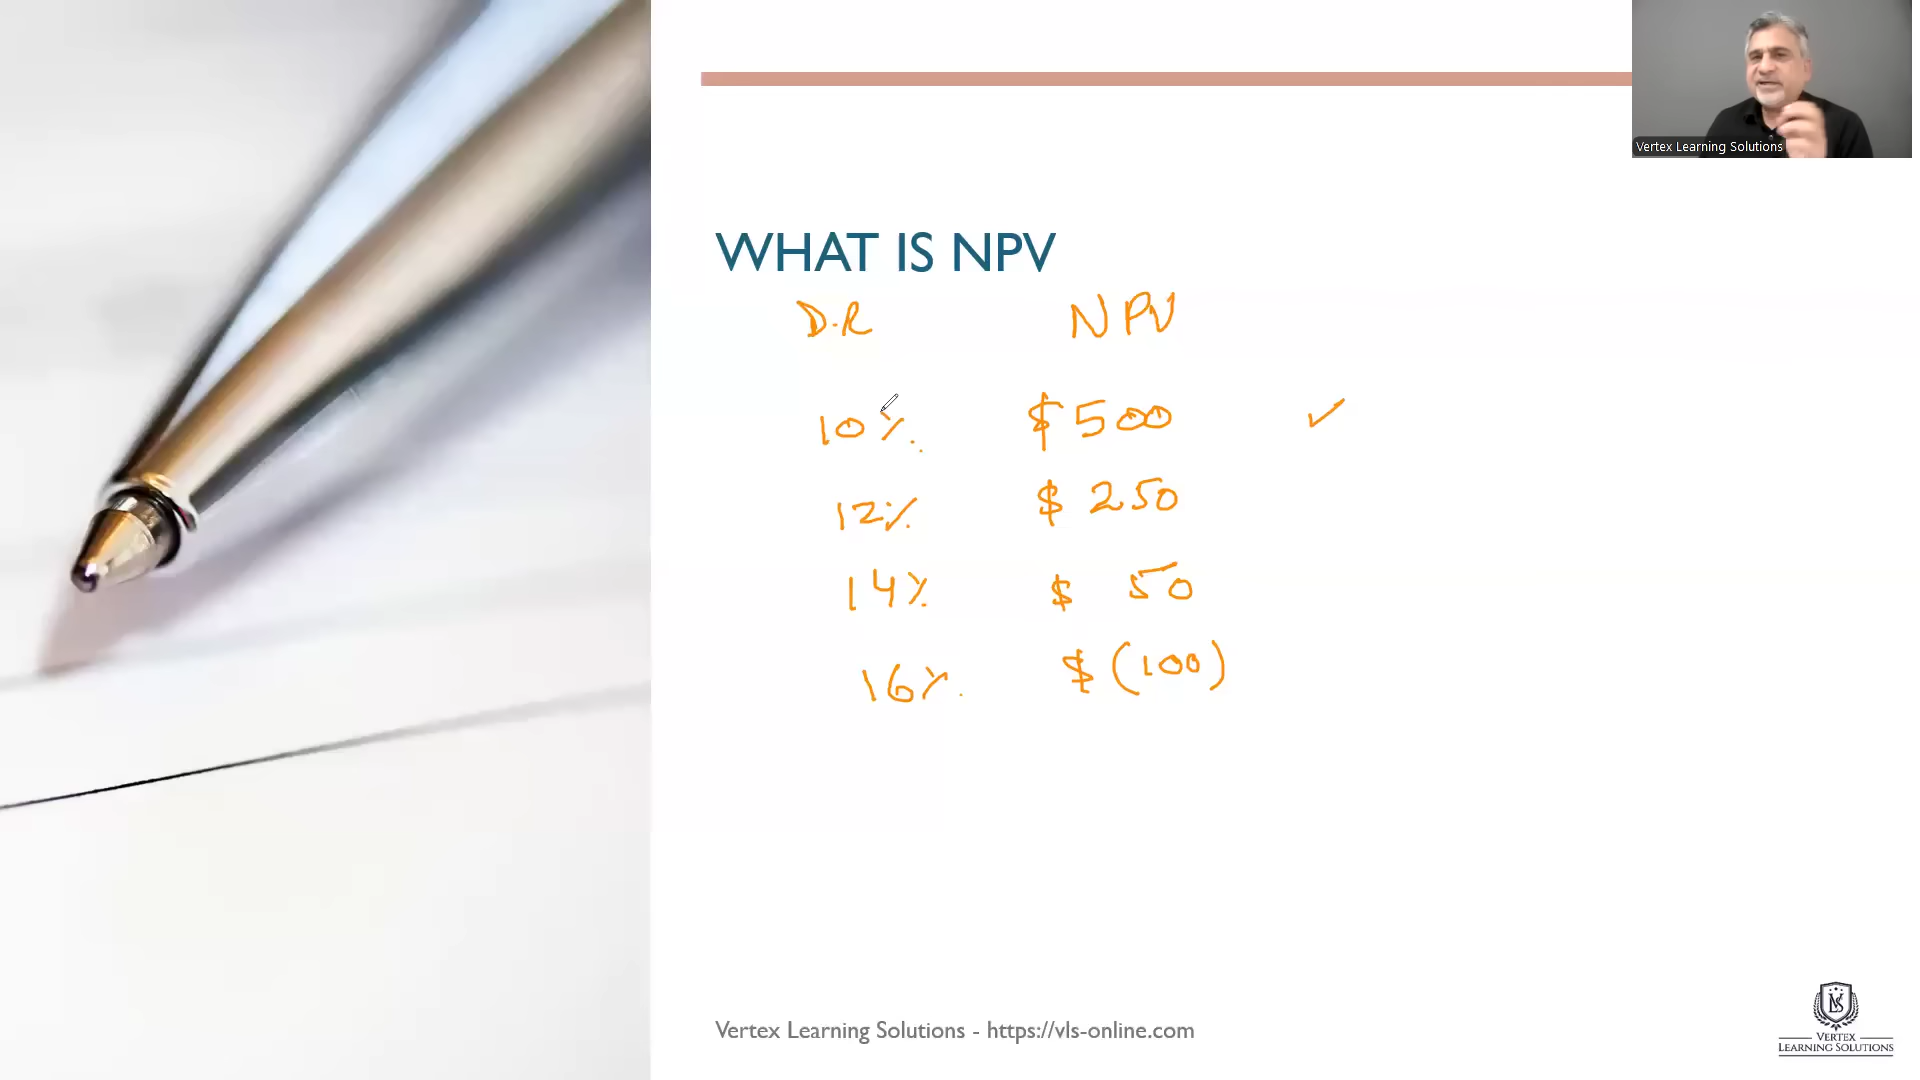 Vertex Learning Solutions
WHAT IS NPV
D.R NPV
10% $500 ✓
12% $ 250
14% $ 50
16% $ (100)
Vertex Learning Solutions - https://vls-online.com
VLS
VERTEX
LEARNING SOLUTIONS